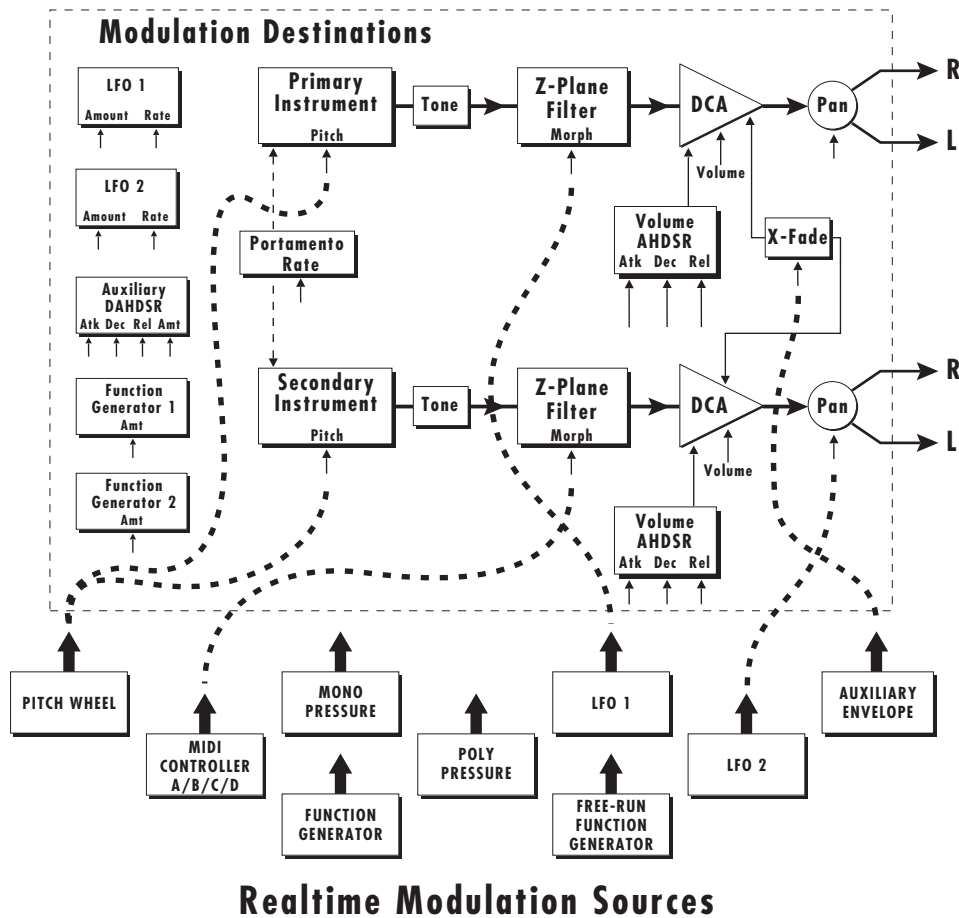 Modulation Destinations
LFO 1
Amount Rate
LFO 2
Amount Rate
Auxiliary
DAHDSR
Atk Dec Rel Amt
Function
Generator 1
Amt
Function
Generator 2
Amt
Primary
Instrument
Pitch
Tone
Z-Plane
Filter
Morph
DCA
Volume
Pan
R
L
Portamento
Rate
Volume
AHDSR
Atk Dec Rel
X-Fade
Secondary
Instrument
Pitch
Tone
Z-Plane
Filter
Morph
DCA
Volume
Pan
R
L
Volume
AHDSR
Atk Dec Rel
PITCH WHEEL
MIDI
CONTROLLER
A/B/C/D
MONO
PRESSURE
FUNCTION
GENERATOR
POLY
PRESSURE
LFO 1
FREE-RUN
FUNCTION
GENERATOR
LFO 2
AUXILIARY
ENVELOPE
Realtime Modulation Sources